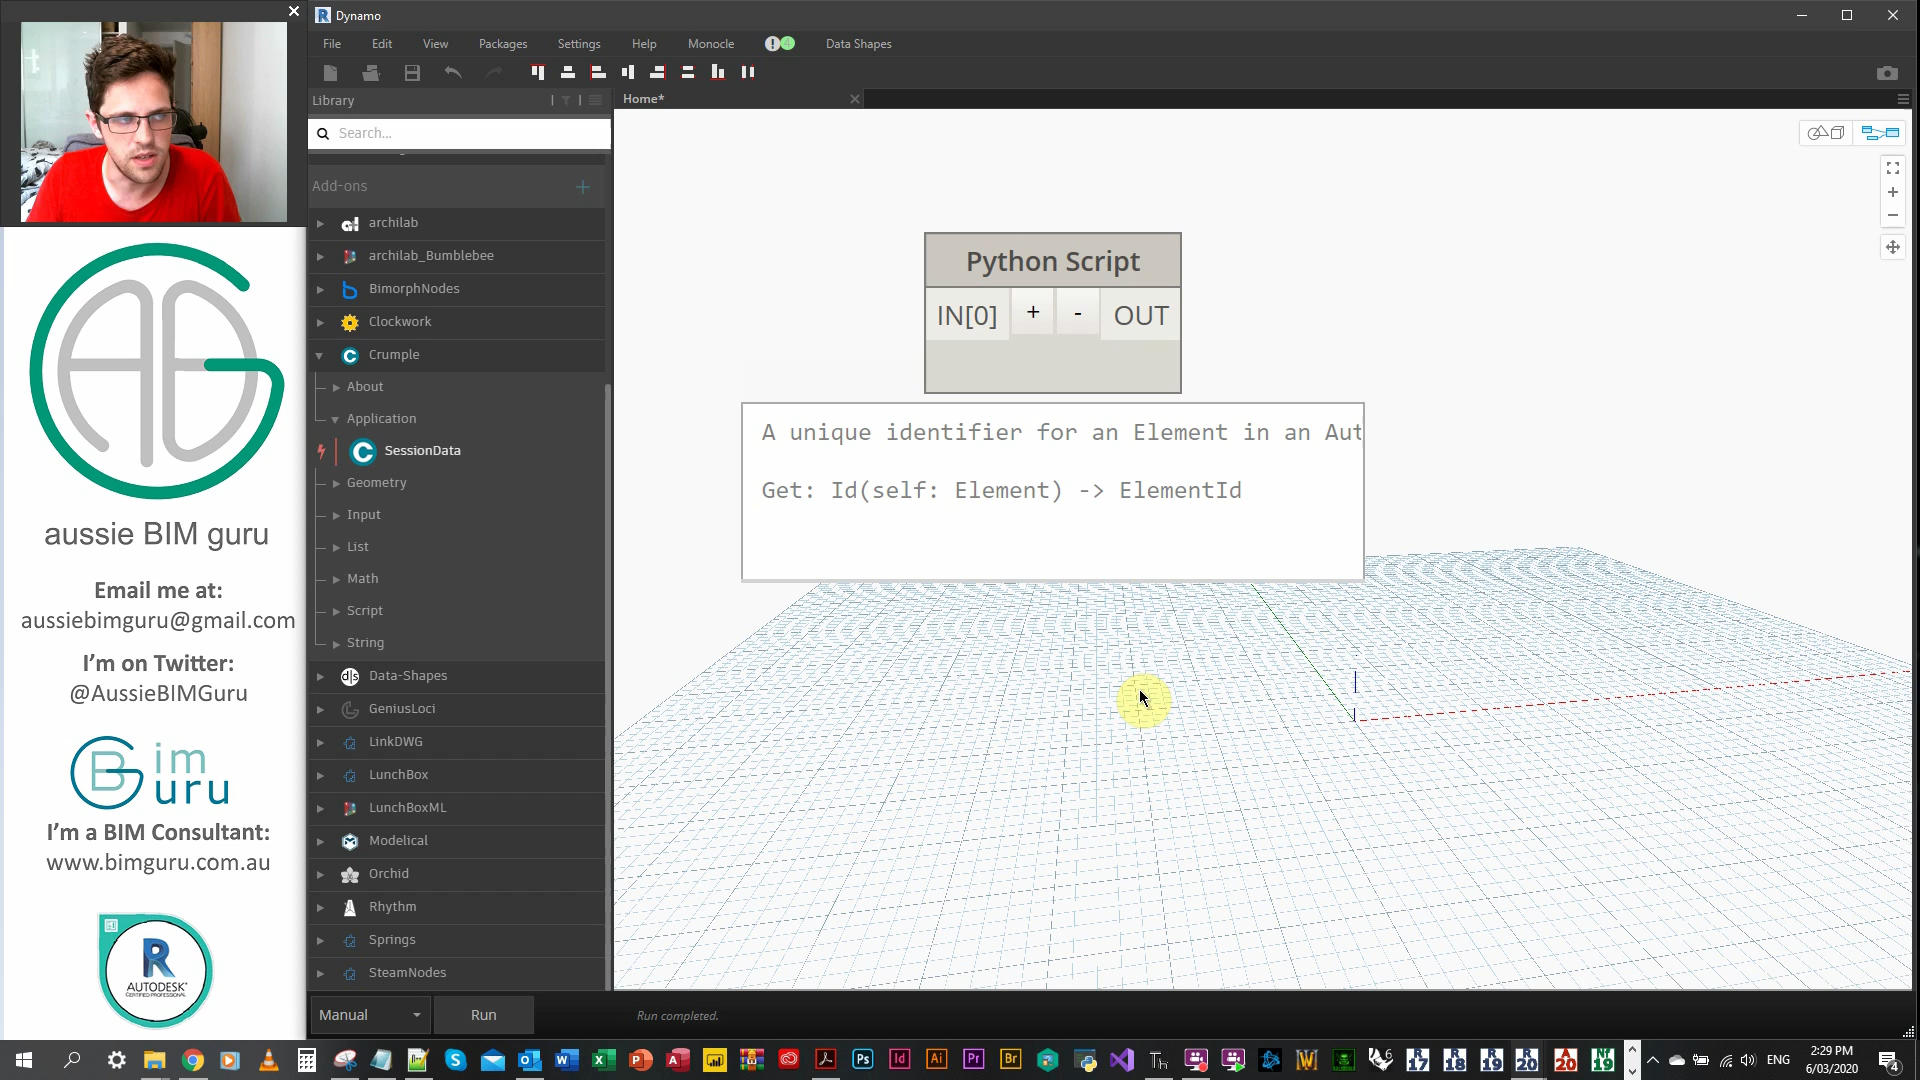 Dynamo
File Edit View Packages Settings Help Monocle Data Shapes
Library
Home*
Search...
Add-ons
archilab
archilab_Bumblebee
BimorphNodes
Clockwork
Crumple
About
Application
SessionData
Geometry
Input
List
Math
Script
String
Data-Shapes
GeniusLoci
LinkDWG
LunchBox
LunchBoxML
Modelical
Orchid
Rhythm
Springs
SteamNodes
Manual
Run
Run completed.
Python Script
IN[0] + - OUT
A unique identifier for an Element in an Aut
Get: Id(self: Element) -> ElementId
aussie BIM guru
Email me at:
aussiebimguru@gmail.com
I'm on Twitter:
@AussieBIMGuru
BG im uru
I'm a BIM Consultant:
www.bimguru.com.au
R
AUTODESK
CERTIFIED PROFESSIONAL
ENG
2:29 PM
6/03/2020